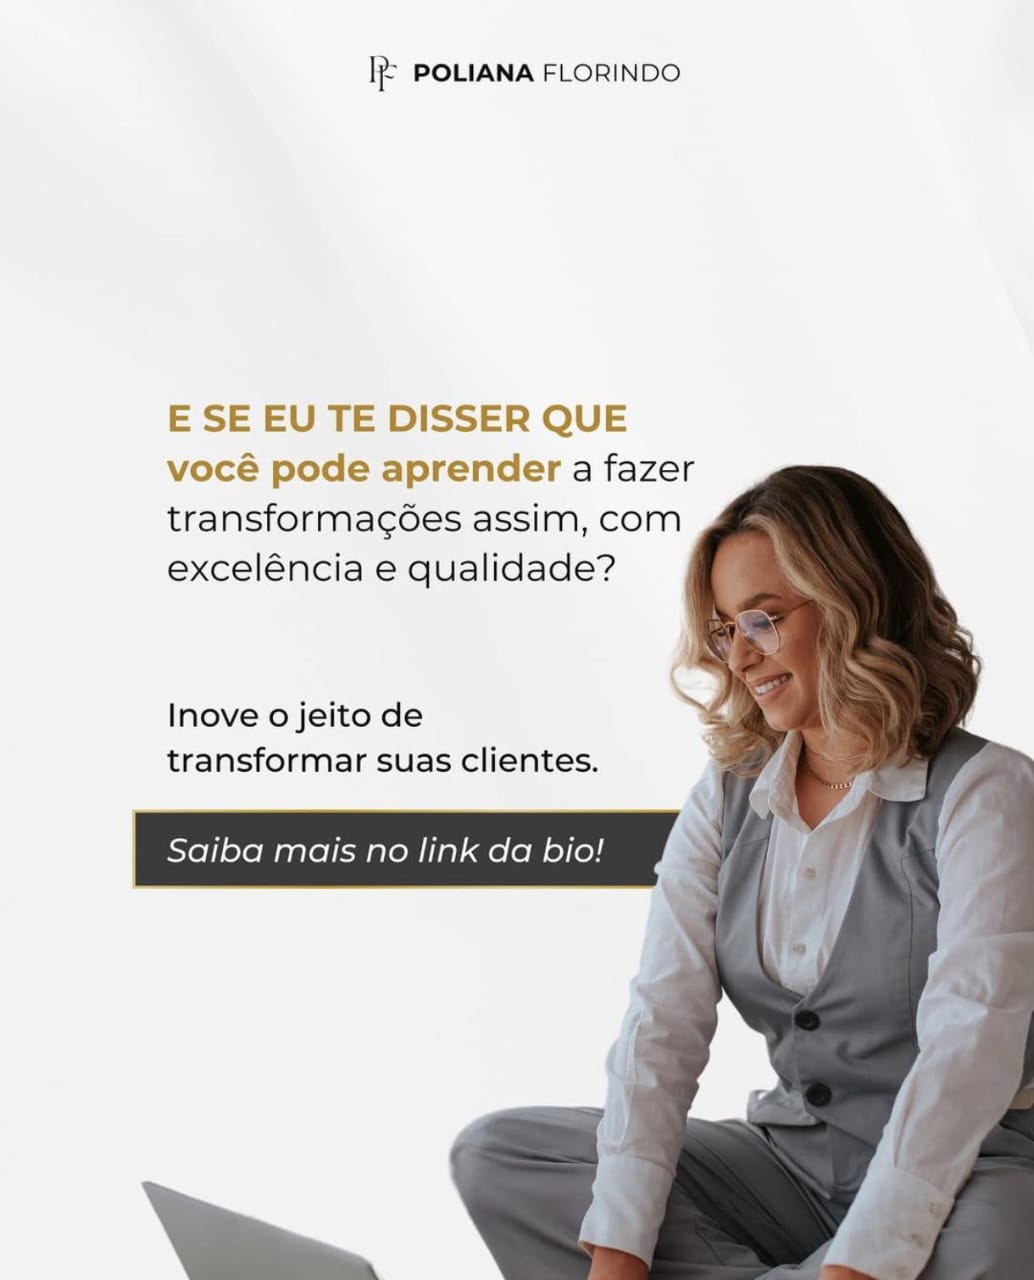 PF POLIANA FLORINDO
E SE EU TE DISSER QUE
você pode aprender a fazer
transformações assim, com
excelência e qualidade?
Inove o jeito de
transformar suas clientes.
Saiba mais no link da bio!